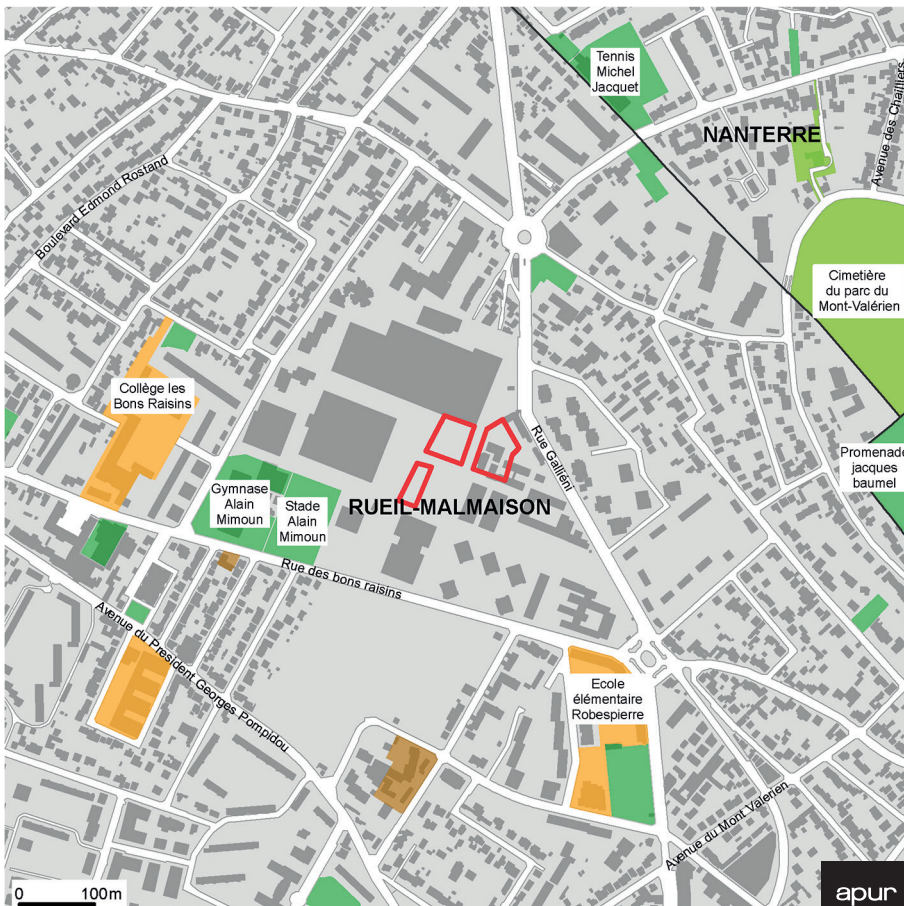 Tennis
Michel
Jacquet
NANTERRE
Avenue des Chailliers
Boulevard Edmond Rostand
Cimetière
du parc du
Mont-Valérien
Collège les
Bons Raisins
Promenade
jacques
baumel
Rue Galliéni
Gymnase
Alain
Mimoun
Stade
Alain
Mimoun
RUEIL-MALMAISON
Rue des bons raisins
Avenue du Président Georges Pompidou
Ecole
élémentaire
Robespierre
Avenue du Mont Valerien
0 100m
apur